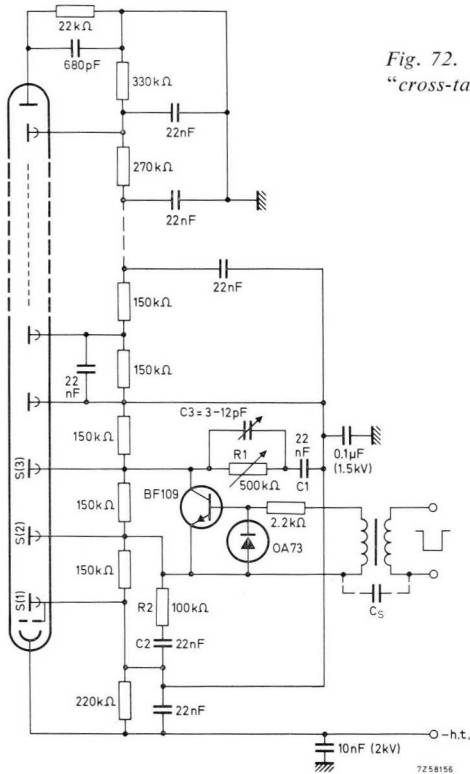 22kΩ
680pF
Fig. 72.
"cross-ta
330kΩ
22nF
270kΩ
22nF
22nF
150kΩ
22
nF
150kΩ
150kΩ
C3 = 3-12pF
22
nF
R1
500kΩ
C1
0.1μF
(1.5kV)
S(3)
BF109
150kΩ
2.2kΩ
S(2)
OA73
150kΩ
S(1)
R2
100kΩ
CS
C2
22nF
220kΩ
22nF
-h.t.
10nF (2kV)
7Z58156